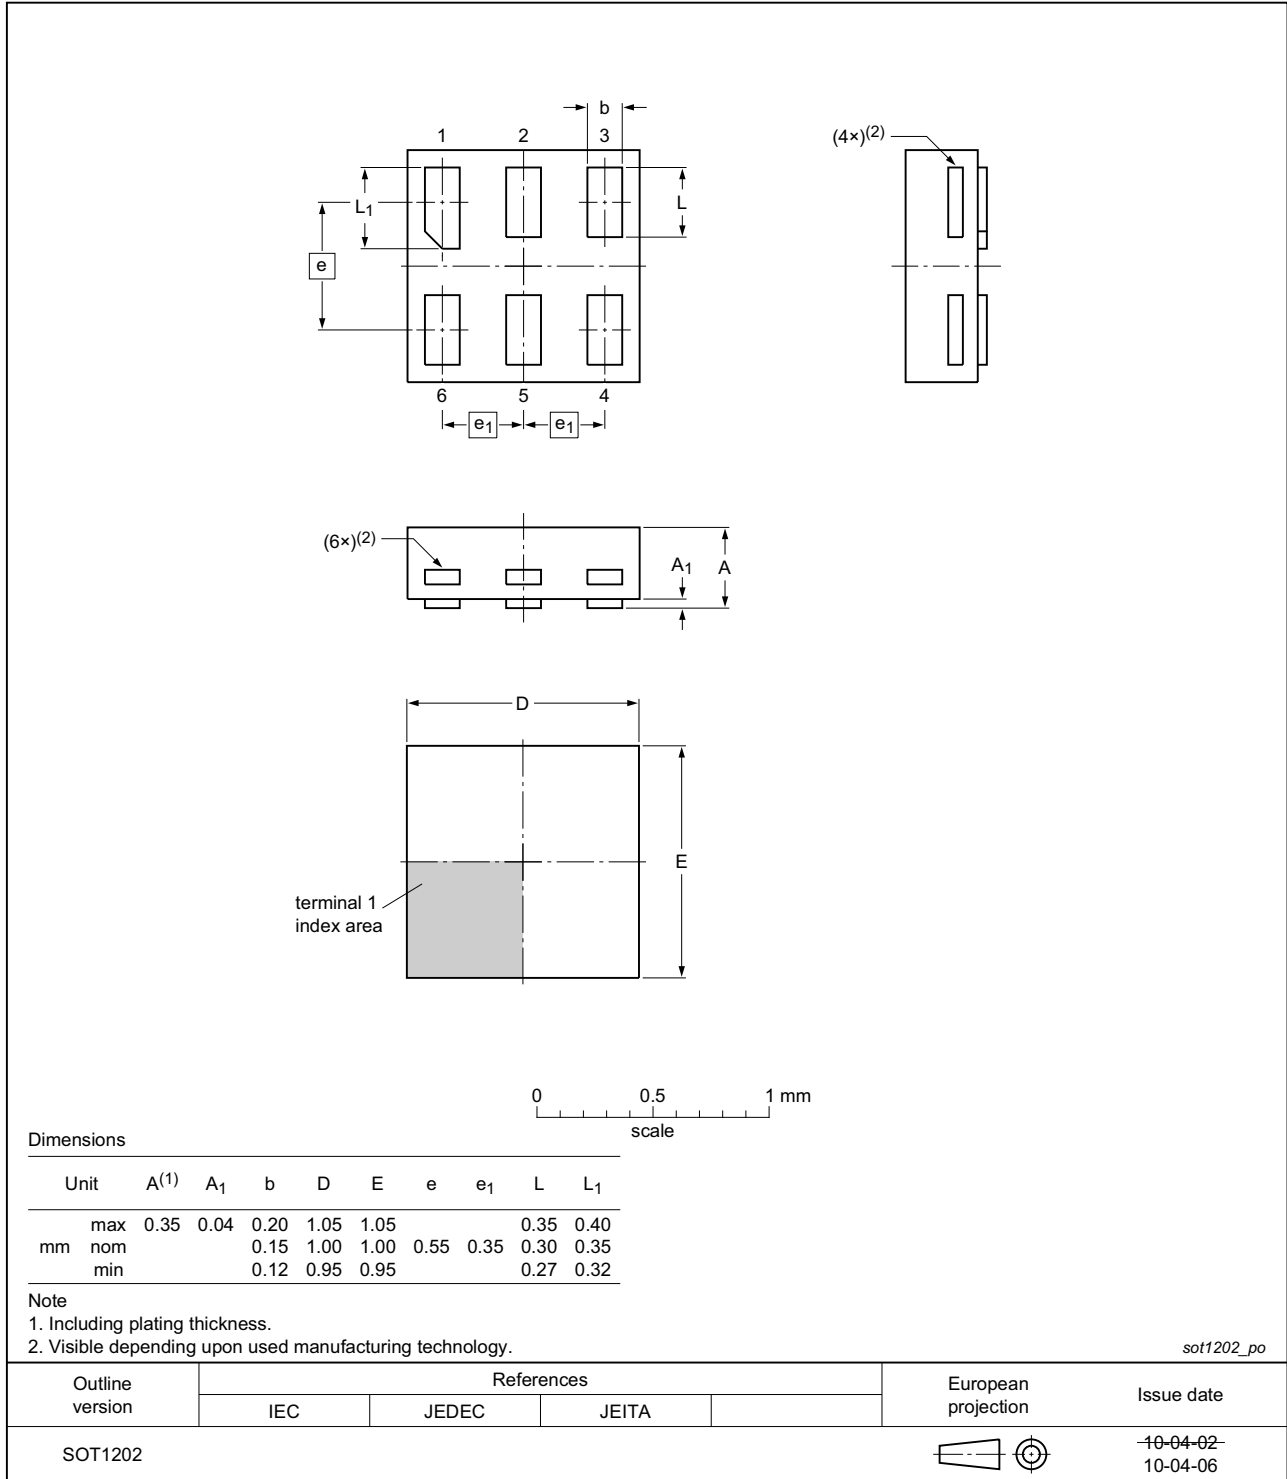 b
1 2 3
(4×)(2)
L1
L
e
6 5 4
e1 e1
(6×)(2)
A1 A
D
E
terminal 1
index area
0 0.5 1 mm
scale
Dimensions
Unit A(1) A1 b D E e e1 L L1
max 0.35 0.04 0.20 1.05 1.05 0.35 0.40
mm nom 0.15 1.00 1.00 0.55 0.35 0.30 0.35
min 0.12 0.95 0.95 0.27 0.32
Note
1. Including plating thickness.
2. Visible depending upon used manufacturing technology.
sot1202_po
Outline
version
References
IEC JEDEC JEITA
European
projection
Issue date
SOT1202
10-04-02
10-04-06